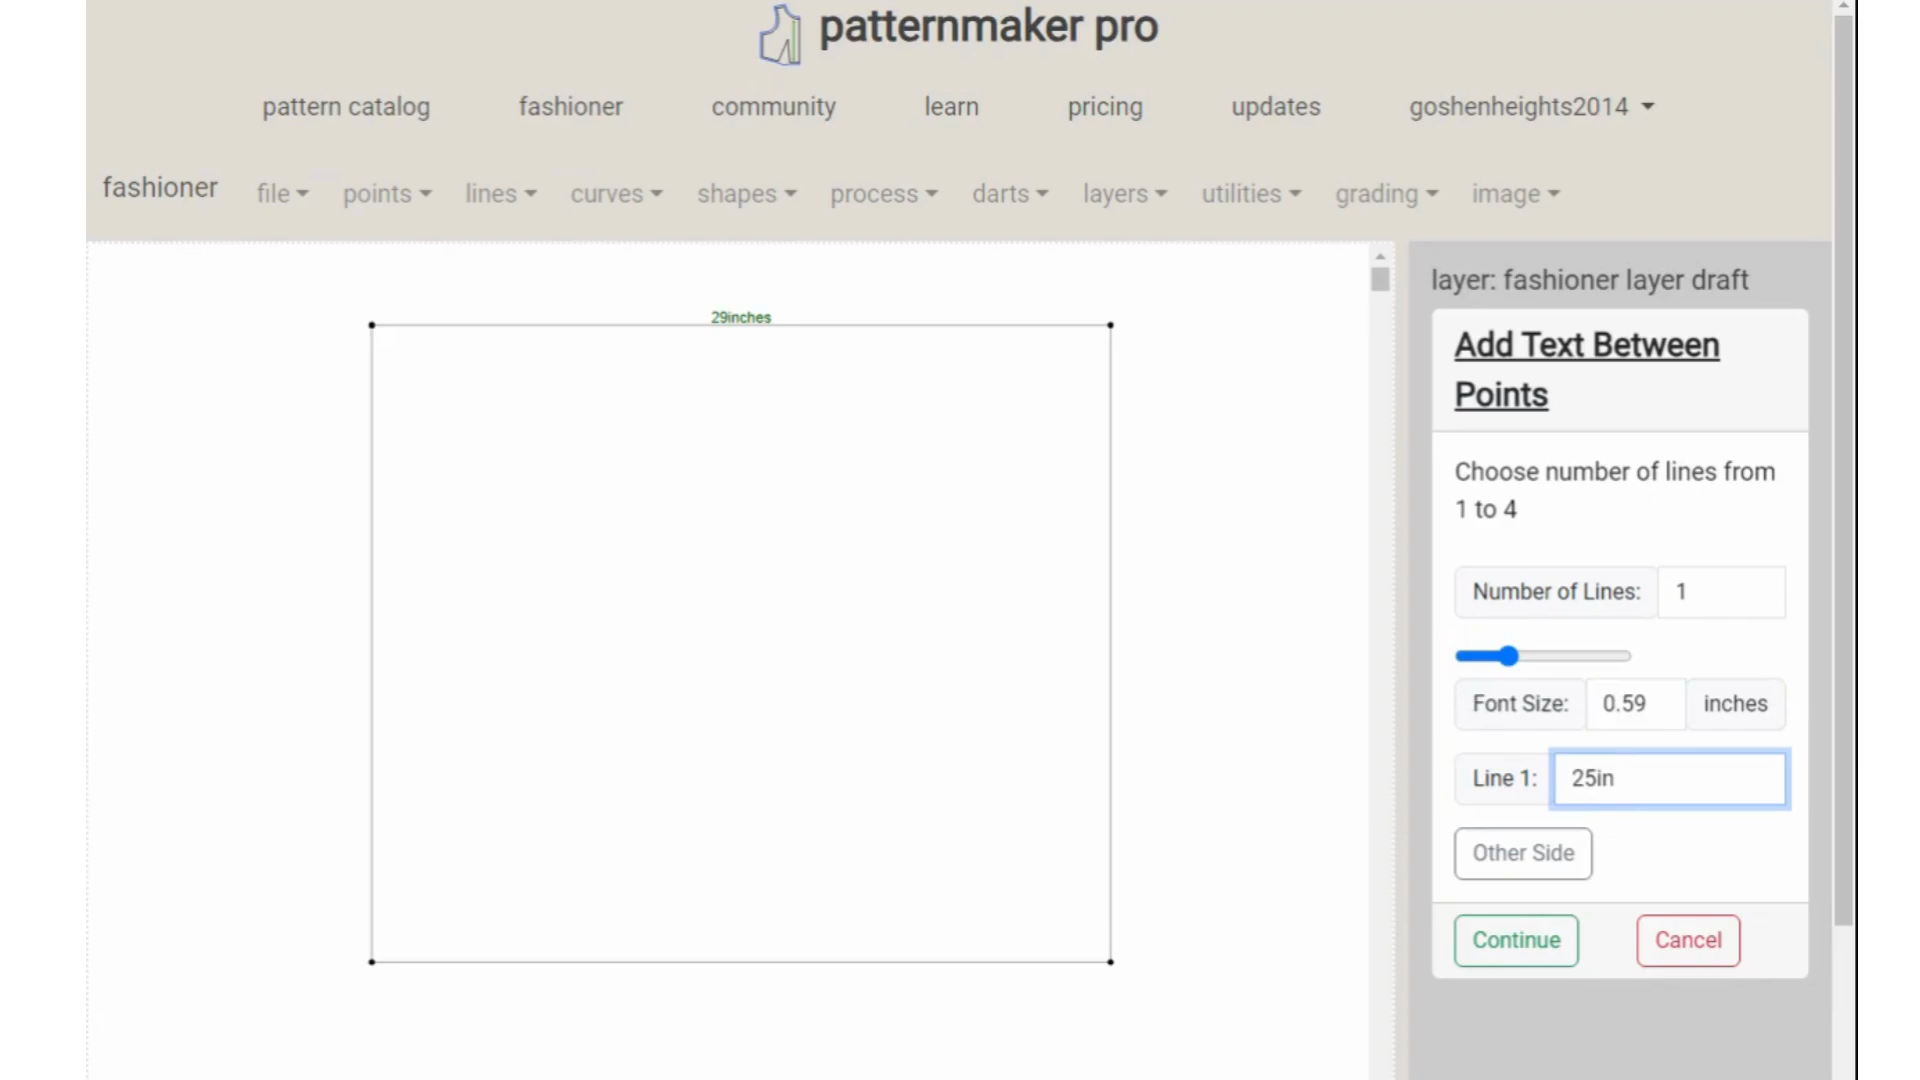 patternmaker pro
pattern catalog fashioner community learn pricing updates goshenheights2014
fashioner file points lines curves shapes process darts layers utilities grading image
29inches
layer: fashioner layer draft
Add Text Between
Points
Choose number of lines from
1 to 4
Number of Lines: 1
Font Size: 0.59 inches
Line 1: 25in
Other Side
Continue Cancel